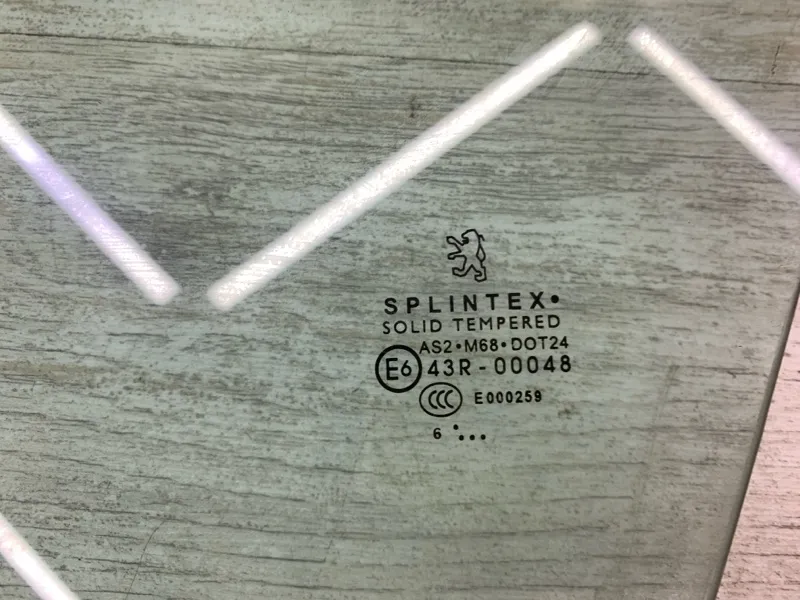 SPLINTEX•
SOLID TEMPERED
AS2•M68•DOT24
E6 43R-00048
CCC E000259
6 ⁚...